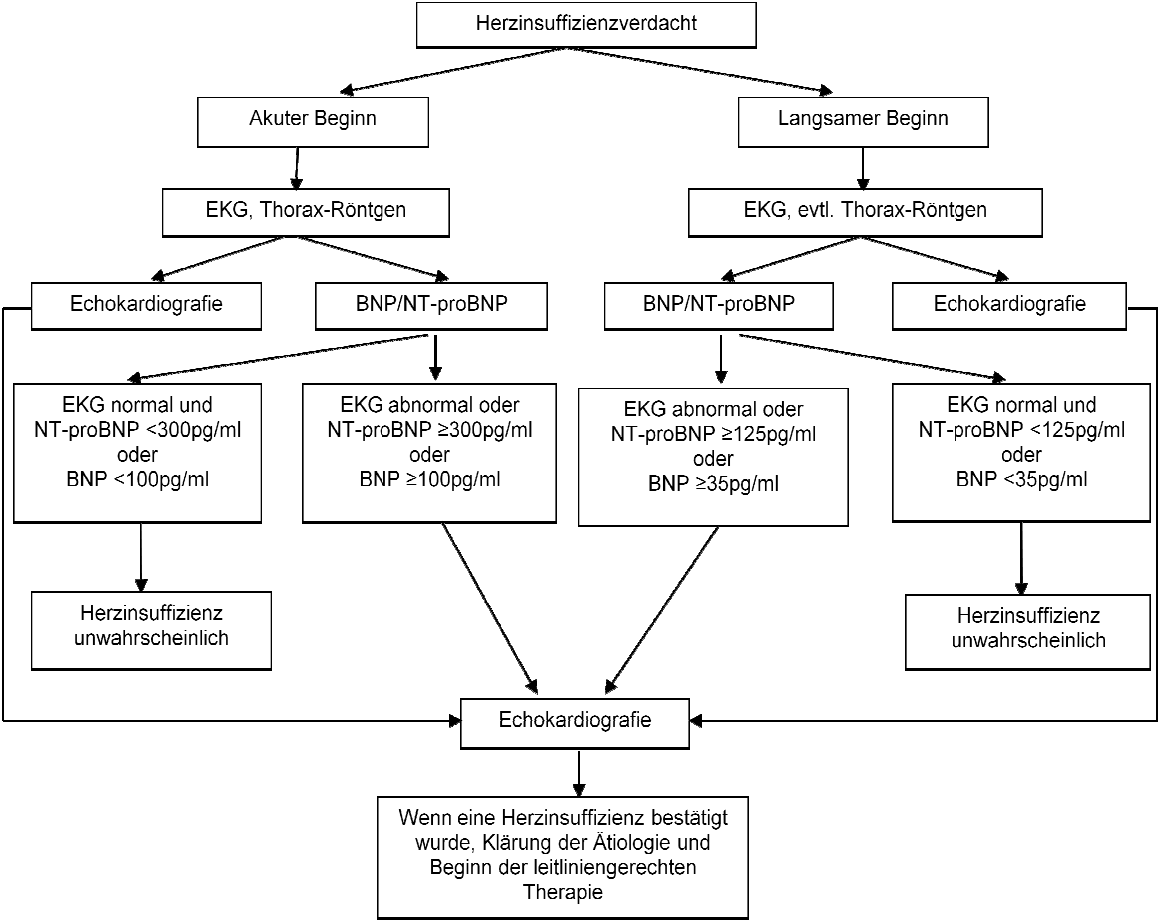 Herzinsuffizienzverdacht
Akuter Beginn
Langsamer Beginn
EKG, Thorax-Röntgen
EKG, evtl. Thorax-Röntgen
Echokardiografie
BNP/NT-proBNP
BNP/NT-proBNP
Echokardiografie
EKG normal und
NT-proBNP <300pg/ml
oder
BNP <100pg/ml
EKG abnormal oder
NT-proBNP ≥300pg/ml
oder
BNP ≥100pg/ml
EKG abnormal oder
NT-proBNP ≥125pg/ml
oder
BNP ≥35pg/ml
EKG normal und
NT-proBNP <125pg/ml
oder
BNP <35pg/ml
Herzinsuffizienz
unwahrscheinlich
Herzinsuffizienz
unwahrscheinlich
Echokardiografie
Wenn eine Herzinsuffizienz bestätigt
wurde, Klärung der Ätiologie und
Beginn der leitliniengerechten
Therapie